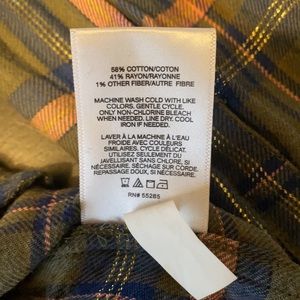 58% COTTON/COTON
41% RAYON/RAYONNE
1% OTHER FIBER/AUTRE FIBRE
MACHINE WASH COLD WITH LIKE
COLORS, GENTLE CYCLE.
ONLY NON-CHLORINE BLEACH
WHEN NEEDED. LINE DRY. COOL
IRON IF NEEDED.
LAVER À LA MACHINE À L'EAU
FROIDE AVEC DE COULEURS
SIMILAIRES. CYCLE DÉLICAT.
UTILISEZ SEULEMENT DU
JAVELLISANT SANS CHLORE, SI
NÉCESSAIRE. SÉCHAGE SUR CORDE.
REPASSAGE DOUX, SI NÉCESSAIRE.
RN# 55285